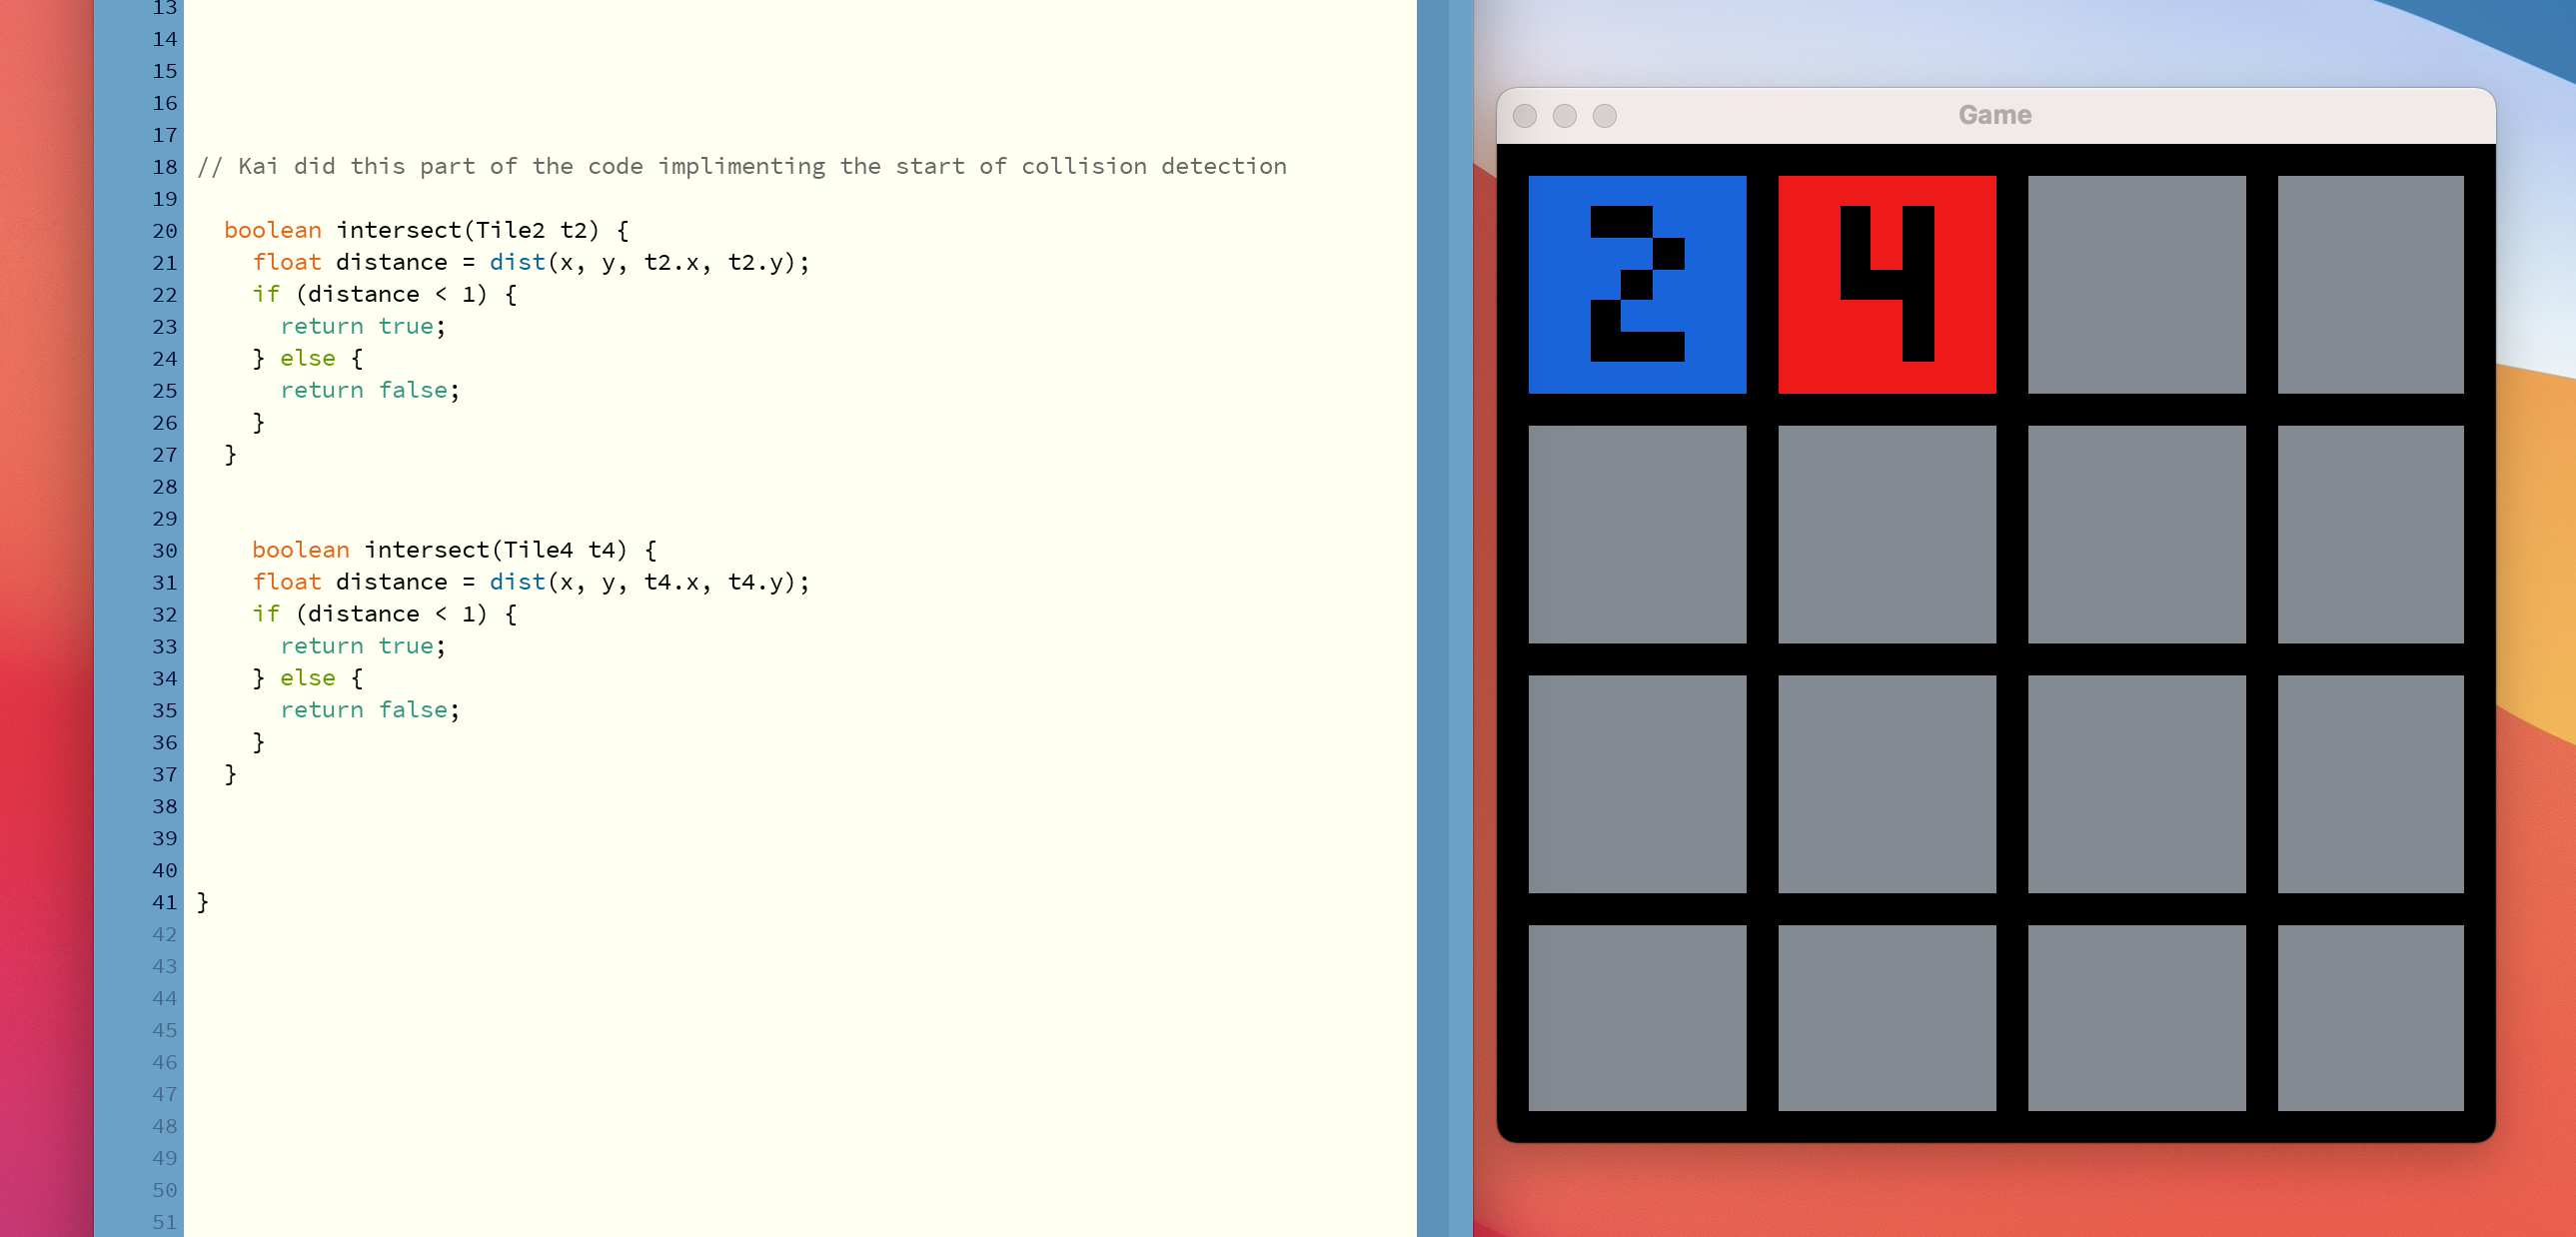 13
14
15
16
17
18 // Kai did this part of the code implimenting the start of collision detection
19
20 boolean intersect(Tile2 t2) {
21 float distance = dist(x, y, t2.x, t2.y);
22 if (distance < 1) {
23 return true;
24 } else {
25 return false;
26 }
27 }
28
29
30 boolean intersect(Tile4 t4) {
31 float distance = dist(x, y, t4.x, t4.y);
32 if (distance < 1) {
33 return true;
34 } else {
35 return false;
36 }
37 }
38
39
40
41 }
42
43
44
45
46
47
48
49
50
51
Game
2 4